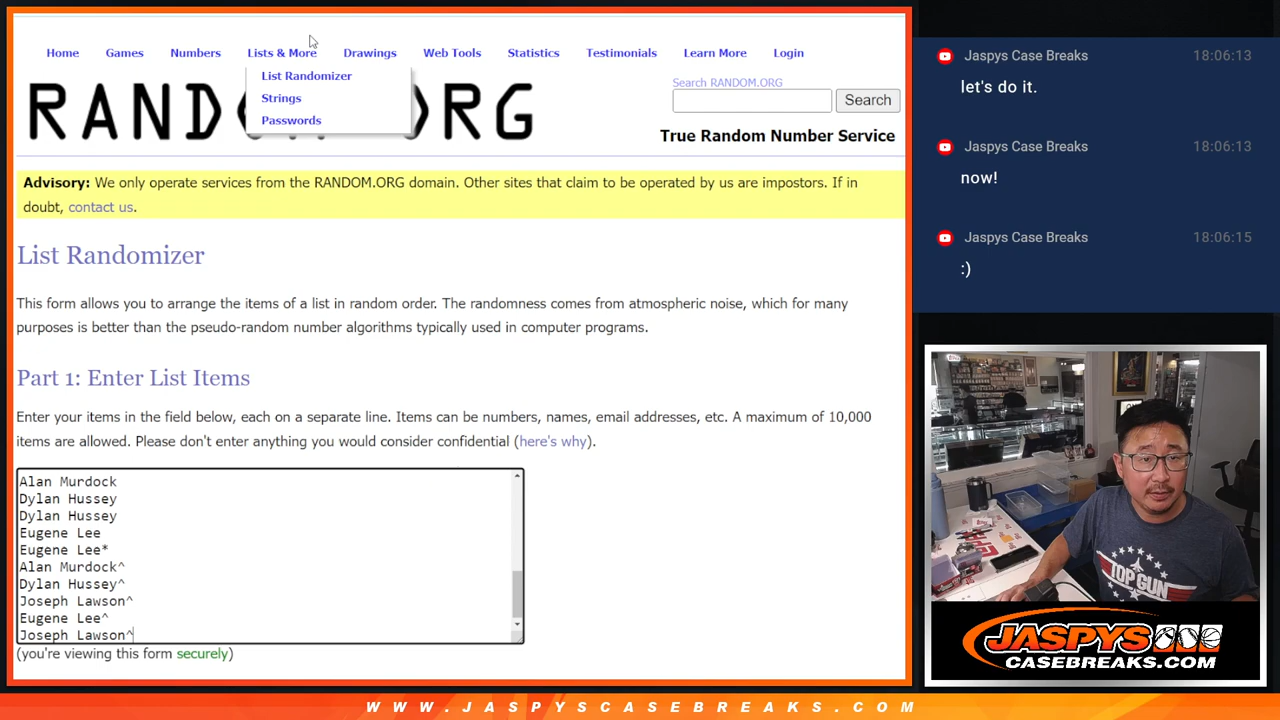 Home Games Numbers Lists & More Drawings Web Tools Statistics Testimonials Learn More Login
List Randomizer
Strings
Passwords
RANDOM.ORG
Search RANDOM.ORG
Search
True Random Number Service
Advisory: We only operate services from the RANDOM.ORG domain. Other sites that claim to be operated by us are impostors. If in
doubt, contact us.
List Randomizer
This form allows you to arrange the items of a list in random order. The randomness comes from atmospheric noise, which for many
purposes is better than the pseudo-random number algorithms typically used in computer programs.
Part 1: Enter List Items
Enter your items in the field below, each on a separate line. Items can be numbers, names, email addresses, etc. A maximum of 10,000
items are allowed. Please don't enter anything you would consider confidential (here's why).
Alan Murdock
Dylan Hussey
Dylan Hussey
Eugene Lee
Eugene Lee*
Alan Murdock^
Dylan Hussey^
Joseph Lawson^
Eugene Lee^
Joseph Lawson^
(you're viewing this form securely)
Jaspys Case Breaks 18:06:13
let's do it.
Jaspys Case Breaks 18:06:13
now!
Jaspys Case Breaks 18:06:15
:)
TOP GUN
JASPYS
CASEBREAKS.COM
WWW.JASPYSCASEBREAKS.COM